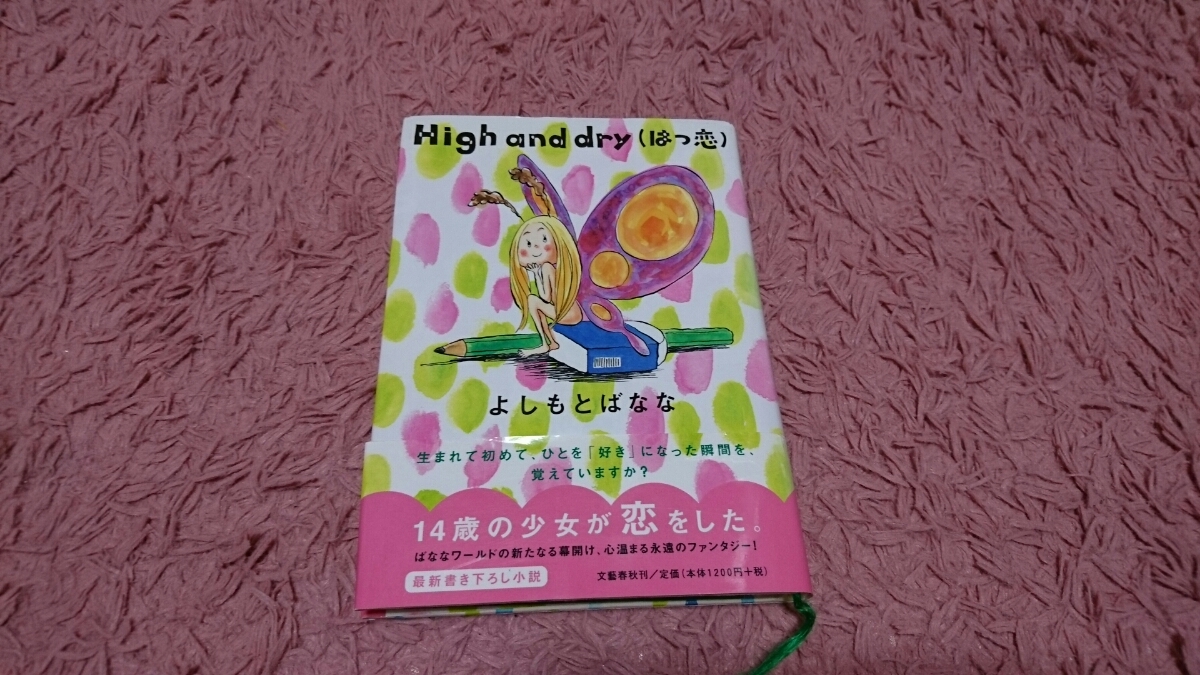 High and dry (はつ恋)
よしもとばなな
生まれて初めて、ひとを「好き」になった瞬間を、
覚えていますか？
14歳の少女が恋をした。
ばななワールドの新たなる幕開け、心温まる永遠のファンタジー！
最新書き下ろし小説
文藝春秋刊／定価（本体1200円+税）